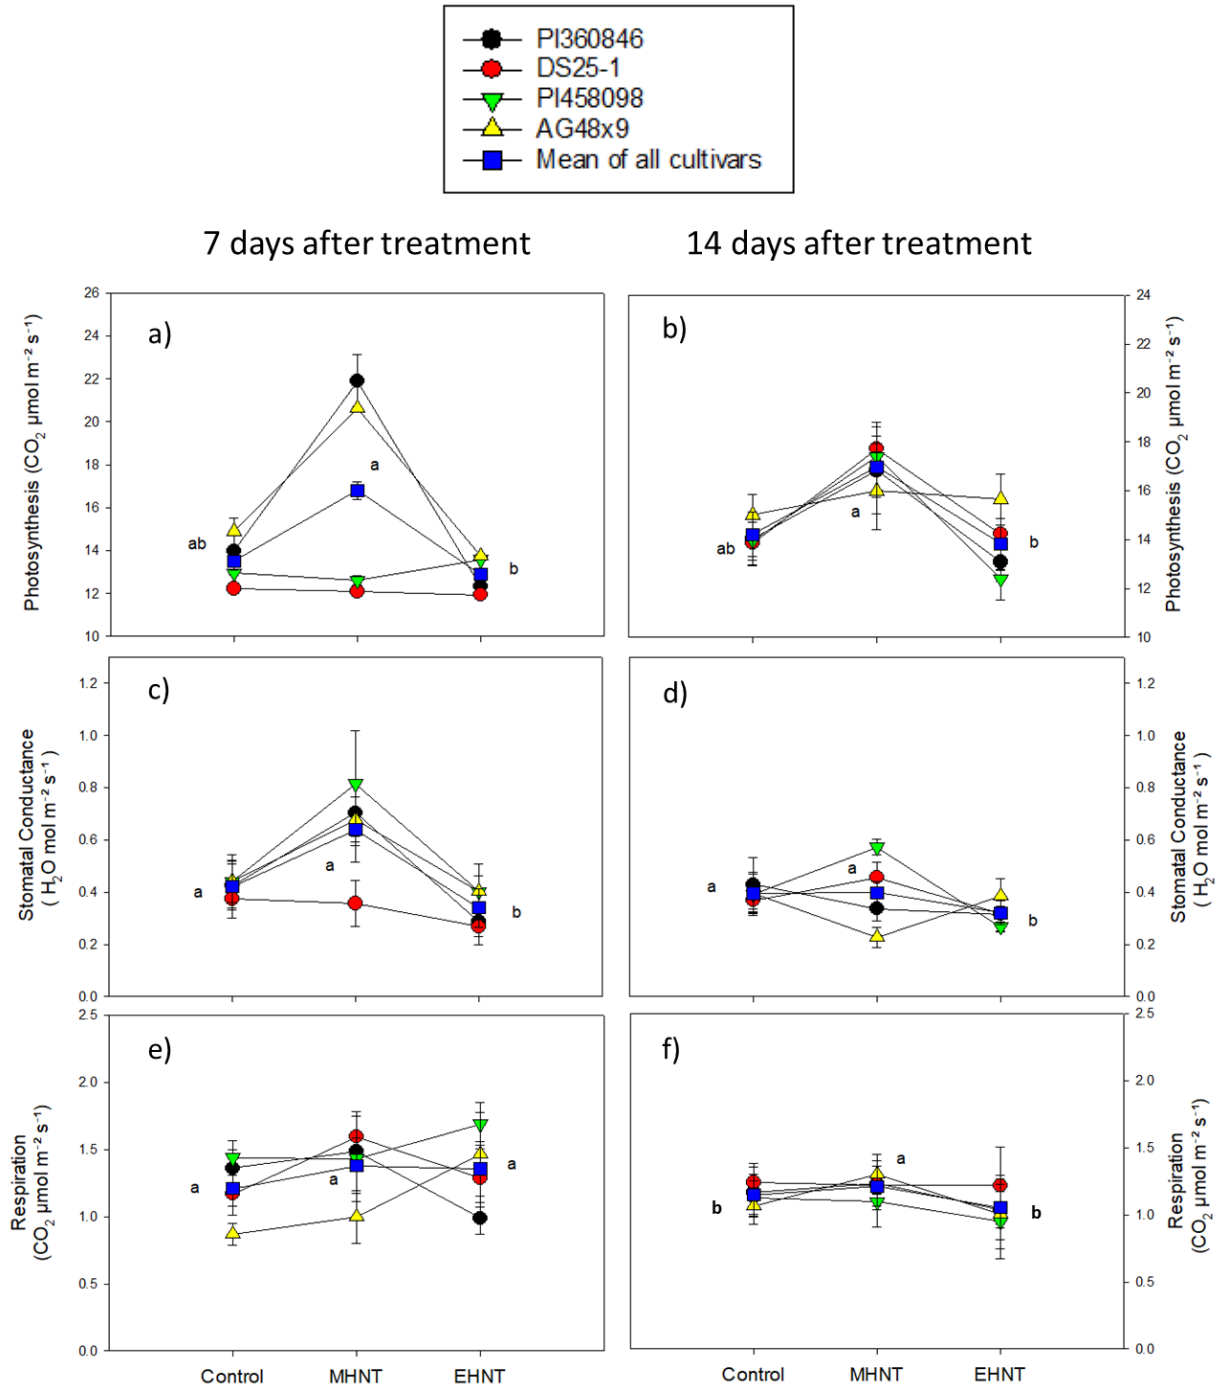 PI360846
DS25-1
PI458098
AG48x9
Mean of all cultivars
7 days after treatment
14 days after treatment
a)
Photosynthesis (CO₂ µmol m⁻² s⁻¹)
26
24
22
20
18
16
14
12
10
ab
a
b
b)
Photosynthesis (CO₂ µmol m⁻² s⁻¹)
24
22
20
18
16
14
12
10
ab
a
b
c)
Stomatal Conductance
( H₂O mol m⁻² s⁻¹ )
1.2
1.0
0.8
0.6
0.4
0.2
0.0
a
a
b
d)
Stomatal Conductance
( H₂O mol m⁻² s⁻¹ )
1.2
1.0
0.8
0.6
0.4
0.2
0.0
a
a
b
e)
Respiration
(CO₂ µmol m⁻² s⁻¹)
2.5
2.0
1.5
1.0
0.5
0.0
a
a
a
Control
MHNT
EHNT
f)
Respiration
(CO₂ µmol m⁻² s⁻¹)
2.5
2.0
1.5
1.0
0.5
0.0
b
a
b
Control
MHNT
EHNT